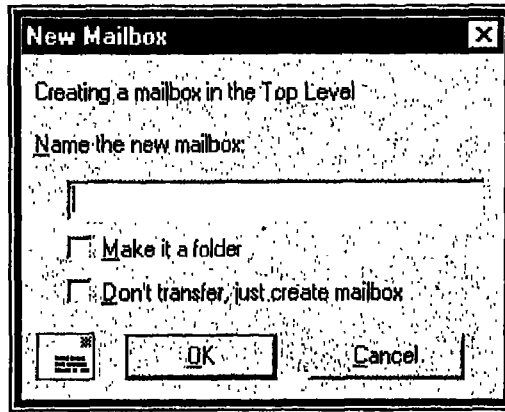 New Mailbox
Creating a mailbox in the Top Level
Name the new mailbox:
Make it a folder
Don't transfer, just create mailbox
OK
Cancel